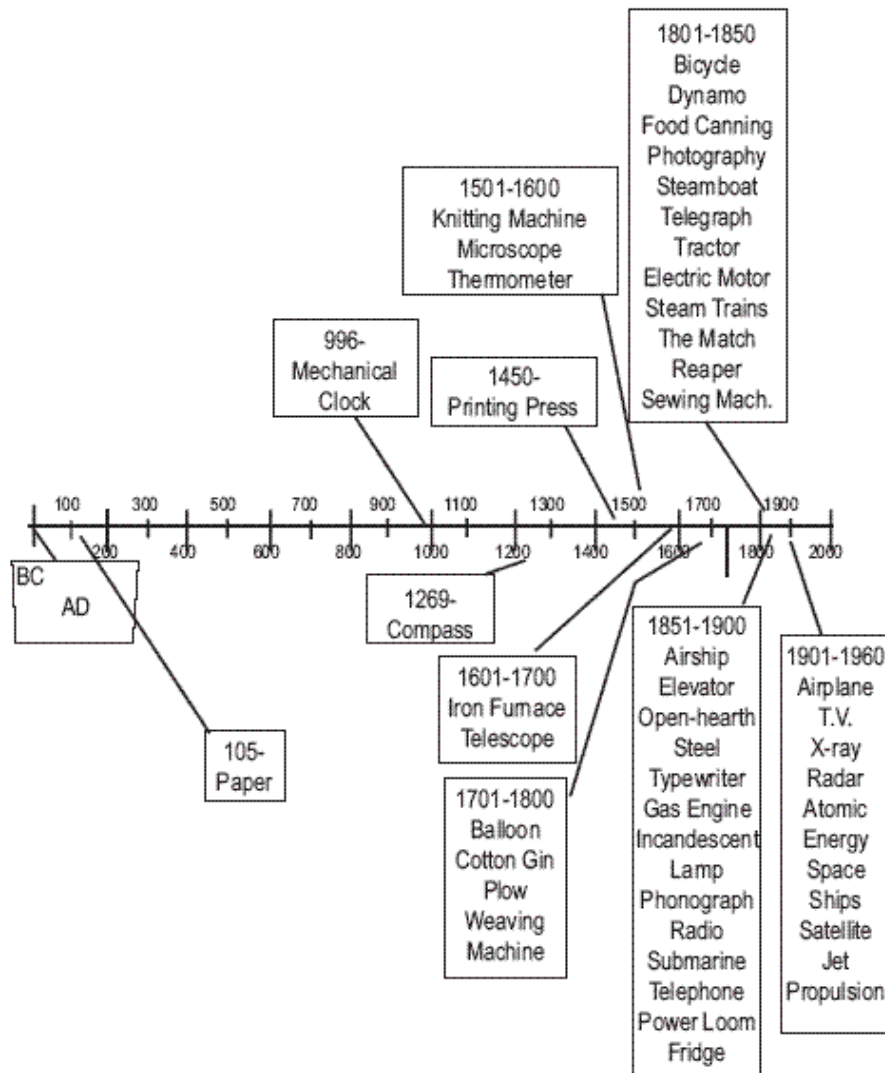 1801-1850
Bicycle
Dynamo
Food Canning
Photography
Steamboat
Telegraph
Tractor
Electric Motor
Steam Trains
The Match
Reaper
Sewing Mach.
1501-1600
Knitting Machine
Microscope
Thermometer
996-
Mechanical
Clock
1450-
Printing Press
100 300 500 700 900 1100 1300 1500 1700 1900
200 400 600 800 1000 1200 1400 1600 1800 2000
BC
AD
105-
Paper
1269-
Compass
1601-1700
Iron Furnace
Telescope
1701-1800
Balloon
Cotton Gin
Plow
Weaving
Machine
1851-1900
Airship
Elevator
Open-hearth
Steel
Typewriter
Gas Engine
Incandescent
Lamp
Phonograph
Radio
Submarine
Telephone
Power Loom
Fridge
1901-1960
Airplane
T.V.
X-ray
Radar
Atomic
Energy
Space
Ships
Satellite
Jet
Propulsion